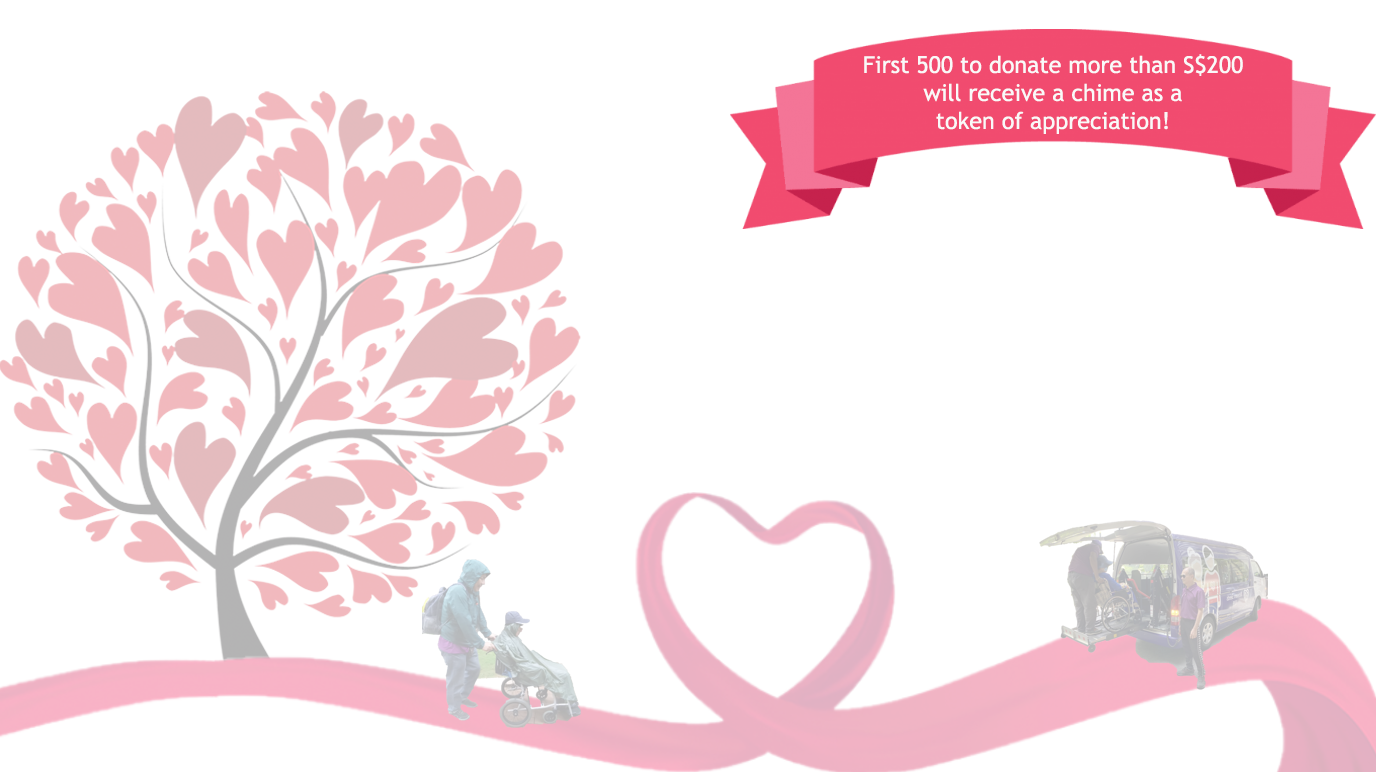 First 500 to donate more than S$200
will receive a chime as a
token of appreciation!